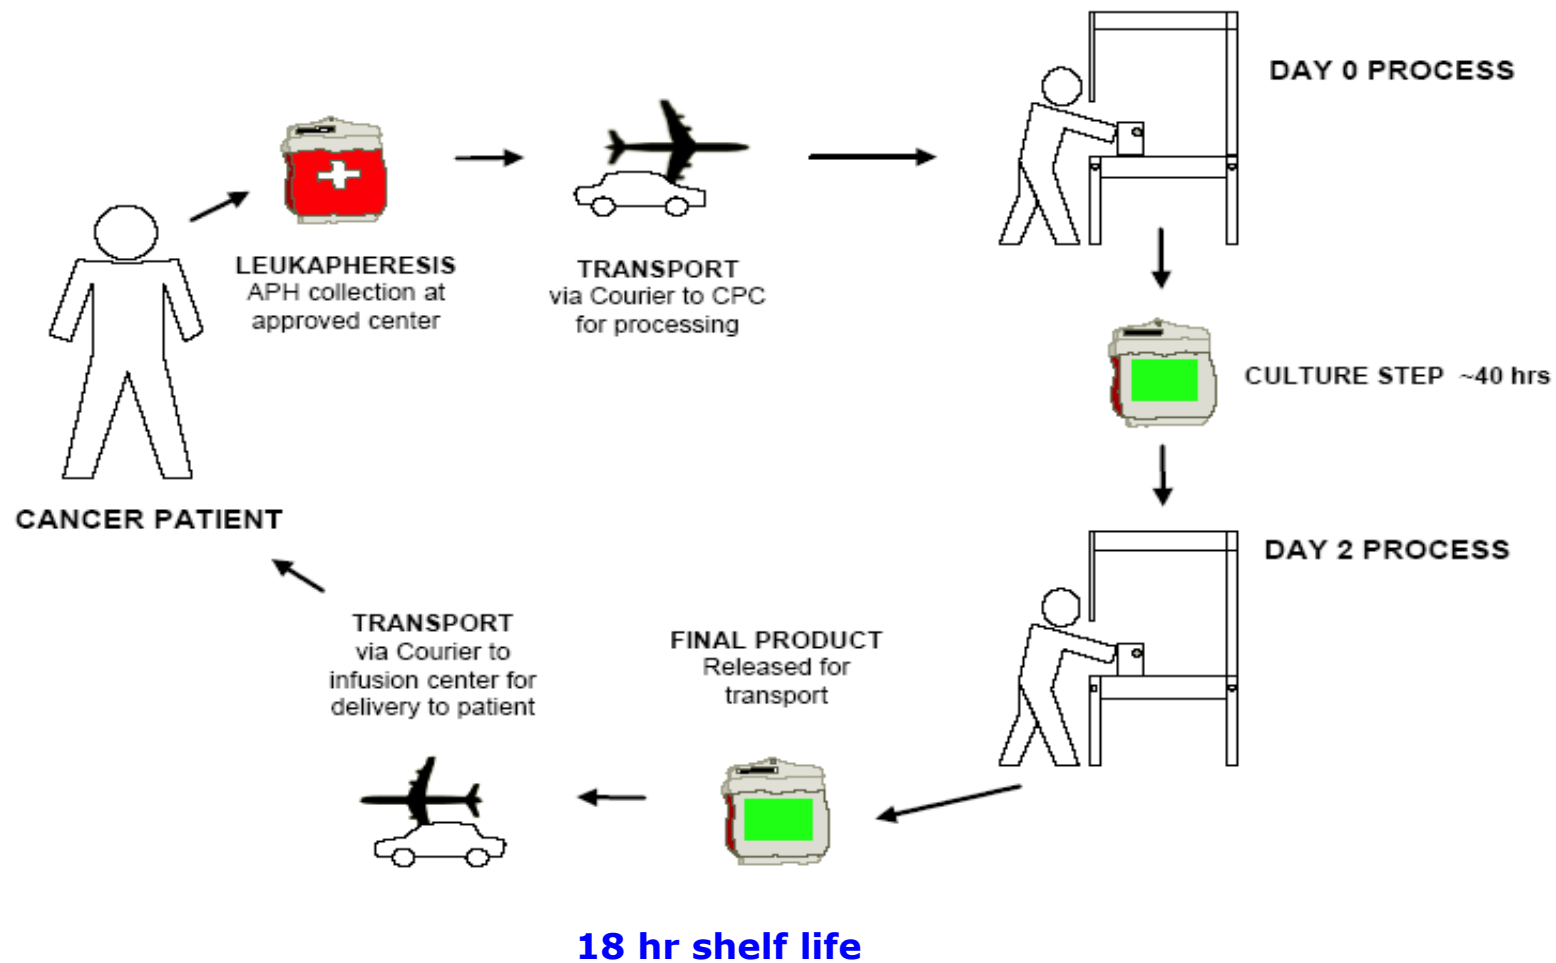 LEUKAPHERESIS
APH collection at
approved center
TRANSPORT
via Courier to CPC
for processing
DAY 0 PROCESS
CULTURE STEP ~40 hrs
DAY 2 PROCESS
FINAL PRODUCT
Released for
transport
TRANSPORT
via Courier to
infusion center for
delivery to patient
CANCER PATIENT
18 hr shelf life